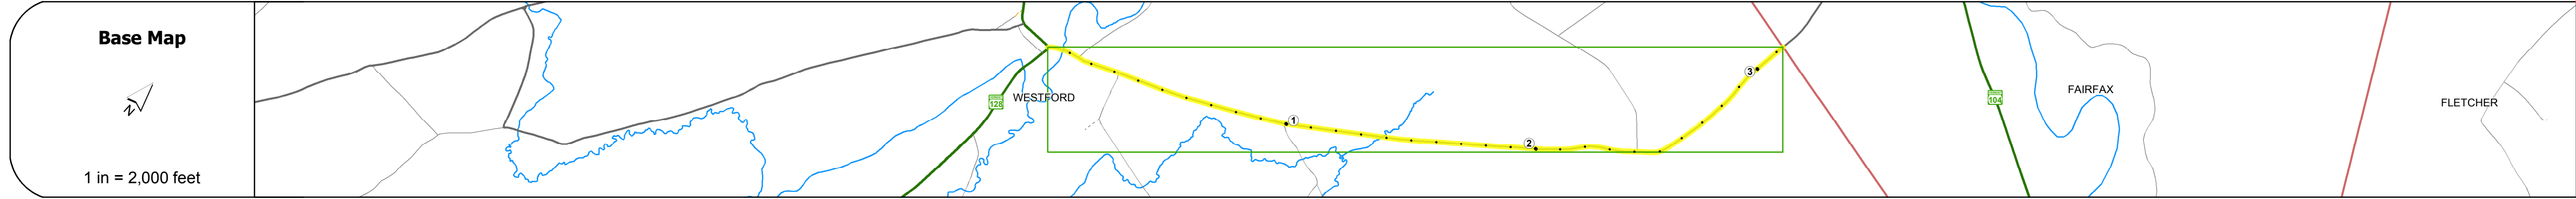 Base Map
N
1 in = 2,000 feet
128
WESTFORD
1
2
3
104
FAIRFAX
FLETCHER